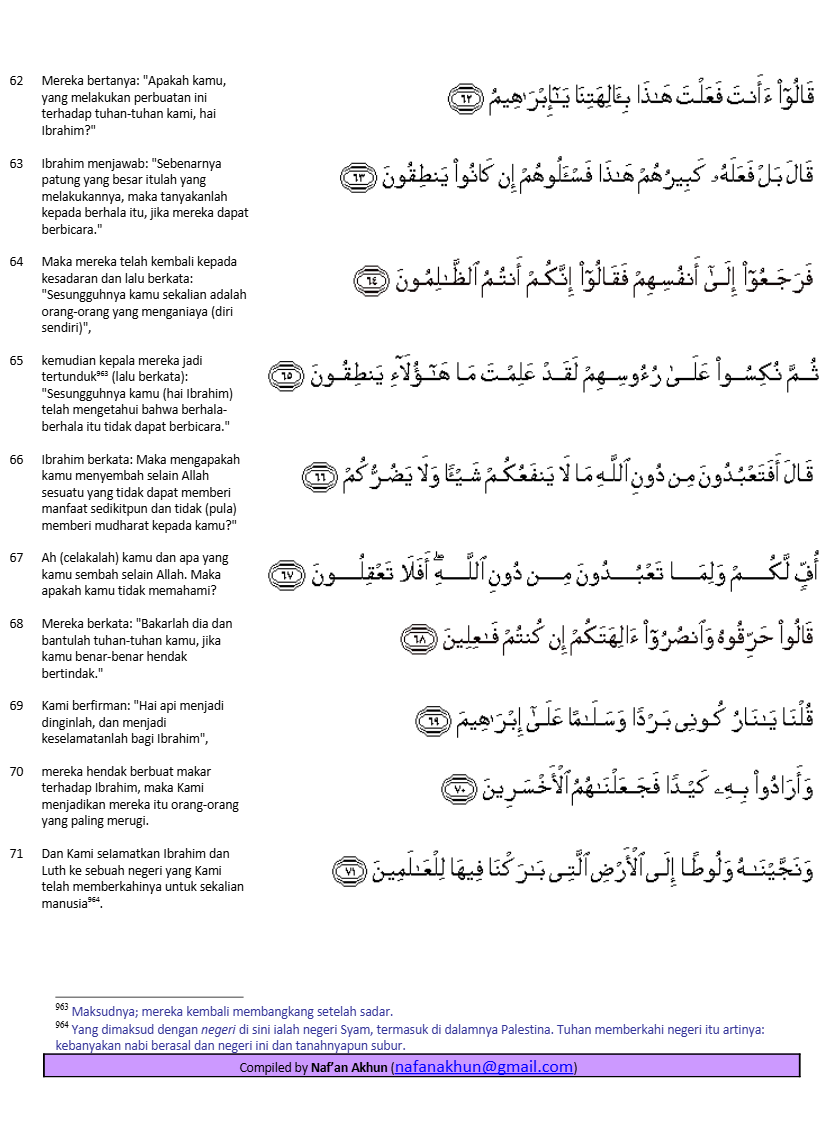 62 Mereka bertanya: "Apakah kamu,
yang melakukan perbuatan ini
terhadap tuhan-tuhan kami, hai
Ibrahim?"
قَالُوٓا۟ ءَأَنتَ فَعَلْتَ هَـٰذَا بِـَٔالِهَتِنَا يَـٰٓإِبْرَٰهِيمُ ٦٢
63 Ibrahim menjawab: "Sebenarnya
patung yang besar itulah yang
melakukannya, maka tanyakanlah
kepada berhala itu, jika mereka dapat
berbicara."
قَالَ بَلْ فَعَلَهُۥ كَبِيرُهُمْ هَـٰذَا فَسْـَٔلُوهُمْ إِن كَانُوا۟ يَنطِقُونَ ٦٣
64 Maka mereka telah kembali kepada
kesadaran dan lalu berkata:
"Sesungguhnya kamu sekalian adalah
orang-orang yang menganiaya (diri
sendiri)",
فَرَجَعُوٓا۟ إِلَىٰٓ أَنفُسِهِمْ فَقَالُوٓا۟ إِنَّكُمْ أَنتُمُ ٱلظَّـٰلِمُونَ ٦٤
65 kemudian kepala mereka jadi
tertunduk⁹⁶³ (lalu berkata):
"Sesungguhnya kamu (hai Ibrahim)
telah mengetahui bahwa berhala-
berhala itu tidak dapat berbicara."
ثُمَّ نُكِسُوا۟ عَلَىٰ رُءُوسِهِمْ لَقَدْ عَلِمْتَ مَا هَـٰٓؤُلَآءِ يَنطِقُونَ ٦٥
66 Ibrahim berkata: Maka mengapakah
kamu menyembah selain Allah
sesuatu yang tidak dapat memberi
manfaat sedikitpun dan tidak (pula)
memberi mudharat kepada kamu?"
قَالَ أَفَتَعْبُدُونَ مِن دُونِ ٱللَّهِ مَا لَا يَنفَعُكُمْ شَيْـًٔا وَلَا يَضُرُّكُمْ ٦٦
67 Ah (celakalah) kamu dan apa yang
kamu sembah selain Allah. Maka
apakah kamu tidak memahami?
أُفٍّ لَّكُمْ وَلِمَا تَعْبُدُونَ مِن دُونِ ٱللَّهِ ۖ أَفَلَا تَعْقِلُونَ ٦٧
68 Mereka berkata: "Bakarlah dia dan
bantulah tuhan-tuhan kamu, jika
kamu benar-benar hendak
bertindak."
قَالُوا۟ حَرِّقُوهُ وَٱنصُرُوٓا۟ ءَالِهَتَكُمْ إِن كُنتُمْ فَـٰعِلِينَ ٦٨
69 Kami berfirman: "Hai api menjadi
dinginlah, dan menjadi
keselamatanlah bagi Ibrahim",
قُلْنَا يَـٰنَارُ كُونِى بَرْدًا وَسَلَـٰمًا عَلَىٰٓ إِبْرَٰهِيمَ ٦٩
70 mereka hendak berbuat makar
terhadap Ibrahim, maka Kami
menjadikan mereka itu orang-orang
yang paling merugi.
وَأَرَادُوا۟ بِهِۦ كَيْدًا فَجَعَلْنَـٰهُمُ ٱلْأَخْسَرِينَ ٧٠
71 Dan Kami selamatkan Ibrahim dan
Luth ke sebuah negeri yang Kami
telah memberkahinya untuk sekalian
manusia⁹⁶⁴.
وَنَجَّيْنَـٰهُ وَلُوطًا إِلَى ٱلْأَرْضِ ٱلَّتِى بَـٰرَكْنَا فِيهَا لِلْعَـٰلَمِينَ ٧١
⁹⁶³ Maksudnya; mereka kembali membangkang setelah sadar.
⁹⁶⁴ Yang dimaksud dengan negeri di sini ialah negeri Syam, termasuk di dalamnya Palestina. Tuhan memberkahi negeri itu artinya:
kebanyakan nabi berasal dan negeri ini dan tanahnyapun subur.
Compiled by Naf'an Akhun (nafanakhun@gmail.com)